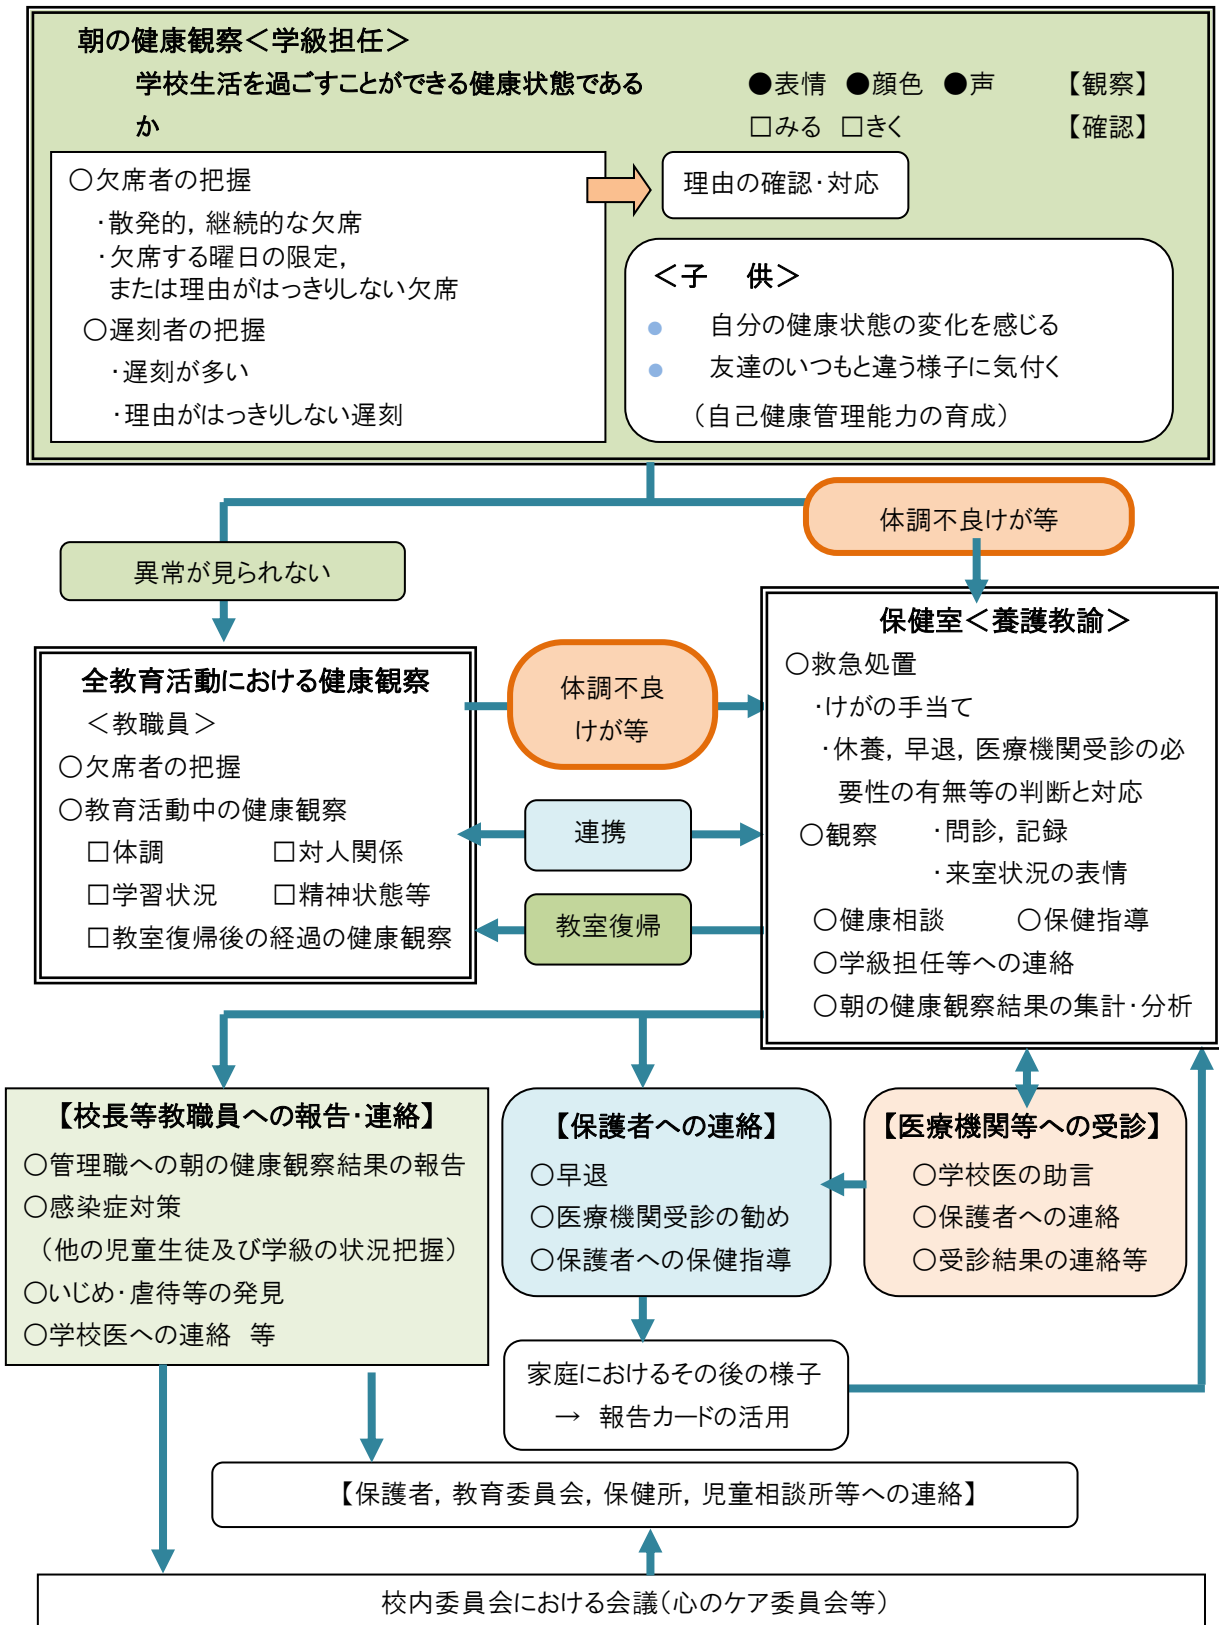 朝の健康観察＜学級担任＞
学校生活を過ごすことができる健康状態である
か
●表情 ●顔色 ●声 【観察】
□みる □きく 【確認】
○欠席者の把握
・散発的，継続的な欠席
・欠席する曜日の限定，
または理由がはっきりしない欠席
○遅刻者の把握
・遅刻が多い
・理由がはっきりしない遅刻
理由の確認・対応
＜子　供＞
● 自分の健康状態の変化を感じる
● 友達のいつもと違う様子に気付く
（自己健康管理能力の育成）
体調不良けが等
異常が見られない
全教育活動における健康観察
＜教職員＞
○欠席者の把握
○教育活動中の健康観察
□体調 □対人関係
□学習状況 □精神状態等
□教室復帰後の経過の健康観察
体調不良
けが等
連携
教室復帰
保健室＜養護教諭＞
○救急処置
・けがの手当て
・休養，早退，医療機関受診の必
要性の有無等の判断と対応
○観察 ・問診，記録
・来室状況の表情
○健康相談 ○保健指導
○学級担任等への連絡
○朝の健康観察結果の集計・分析
【校長等教職員への報告・連絡】
○管理職への朝の健康観察結果の報告
○感染症対策
（他の児童生徒及び学級の状況把握）
○いじめ・虐待等の発見
○学校医への連絡　等
【保護者への連絡】
○早退
○医療機関受診の勧め
○保護者への保健指導
【医療機関等への受診】
○学校医の助言
○保護者への連絡
○受診結果の連絡等
家庭におけるその後の様子
→ 報告カードの活用
【保護者，教育委員会，保健所，児童相談所等への連絡】
校内委員会における会議（心のケア委員会等）